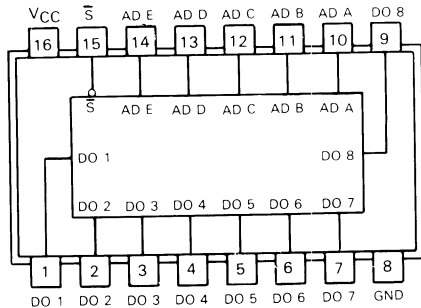 VCC S̅ AD E AD D AD C AD B AD A DO 8
16 15 14 13 12 11 10 9
S̅ AD E AD D AD C AD B AD A
DO 1 DO 8
DO 2 DO 3 DO 4 DO 5 DO 6 DO 7
1 2 3 4 5 6 7 8
DO 1 DO 2 DO 3 DO 4 DO 5 DO 6 DO 7 GND